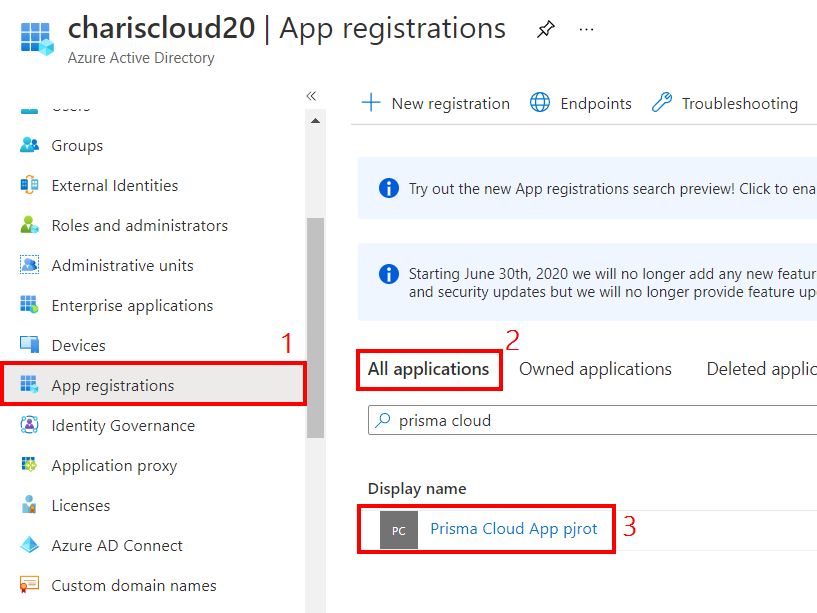 chariscloud20 | App registrations ...
Azure Active Directory
«
New registration Endpoints Troubleshooting
Groups
External Identities
Roles and administrators
Administrative units
Enterprise applications
Devices
1
App registrations
Identity Governance
Application proxy
Licenses
Azure AD Connect
Custom domain names
Try out the new App registrations search preview! Click to ena
Starting June 30th, 2020 we will no longer add any new featur
and security updates but we will no longer provide feature up
2
All applications Owned applications Deleted applic
prisma cloud
Display name
PC Prisma Cloud App pjrot 3